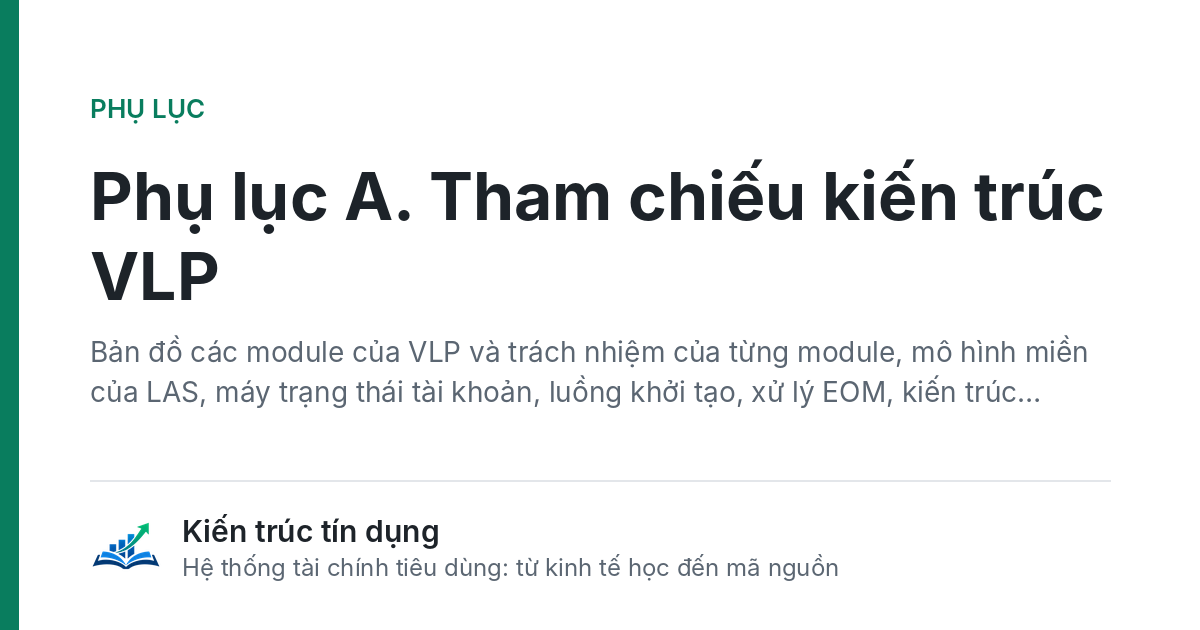 PHỤ LỤC
Phụ lục A. Tham chiếu kiến trúc
VLP
Bản đồ các module của VLP và trách nhiệm của từng module, mô hình miền
của LAS, máy trạng thái tài khoản, luồng khởi tạo, xử lý EOM, kiến trúc...
Kiến trúc tín dụng
Hệ thống tài chính tiêu dùng: từ kinh tế học đến mã nguồn